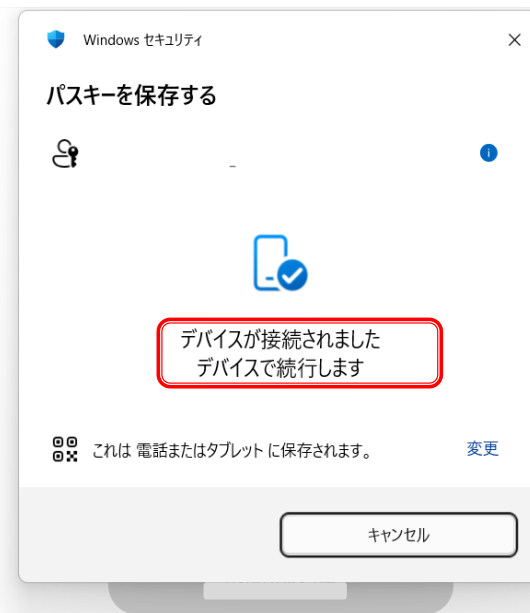 Windows セキュリティ
パスキーを保存する
デバイスが接続されました
デバイスで続行します
これは 電話またはタブレット に保存されます。
変更
キャンセル